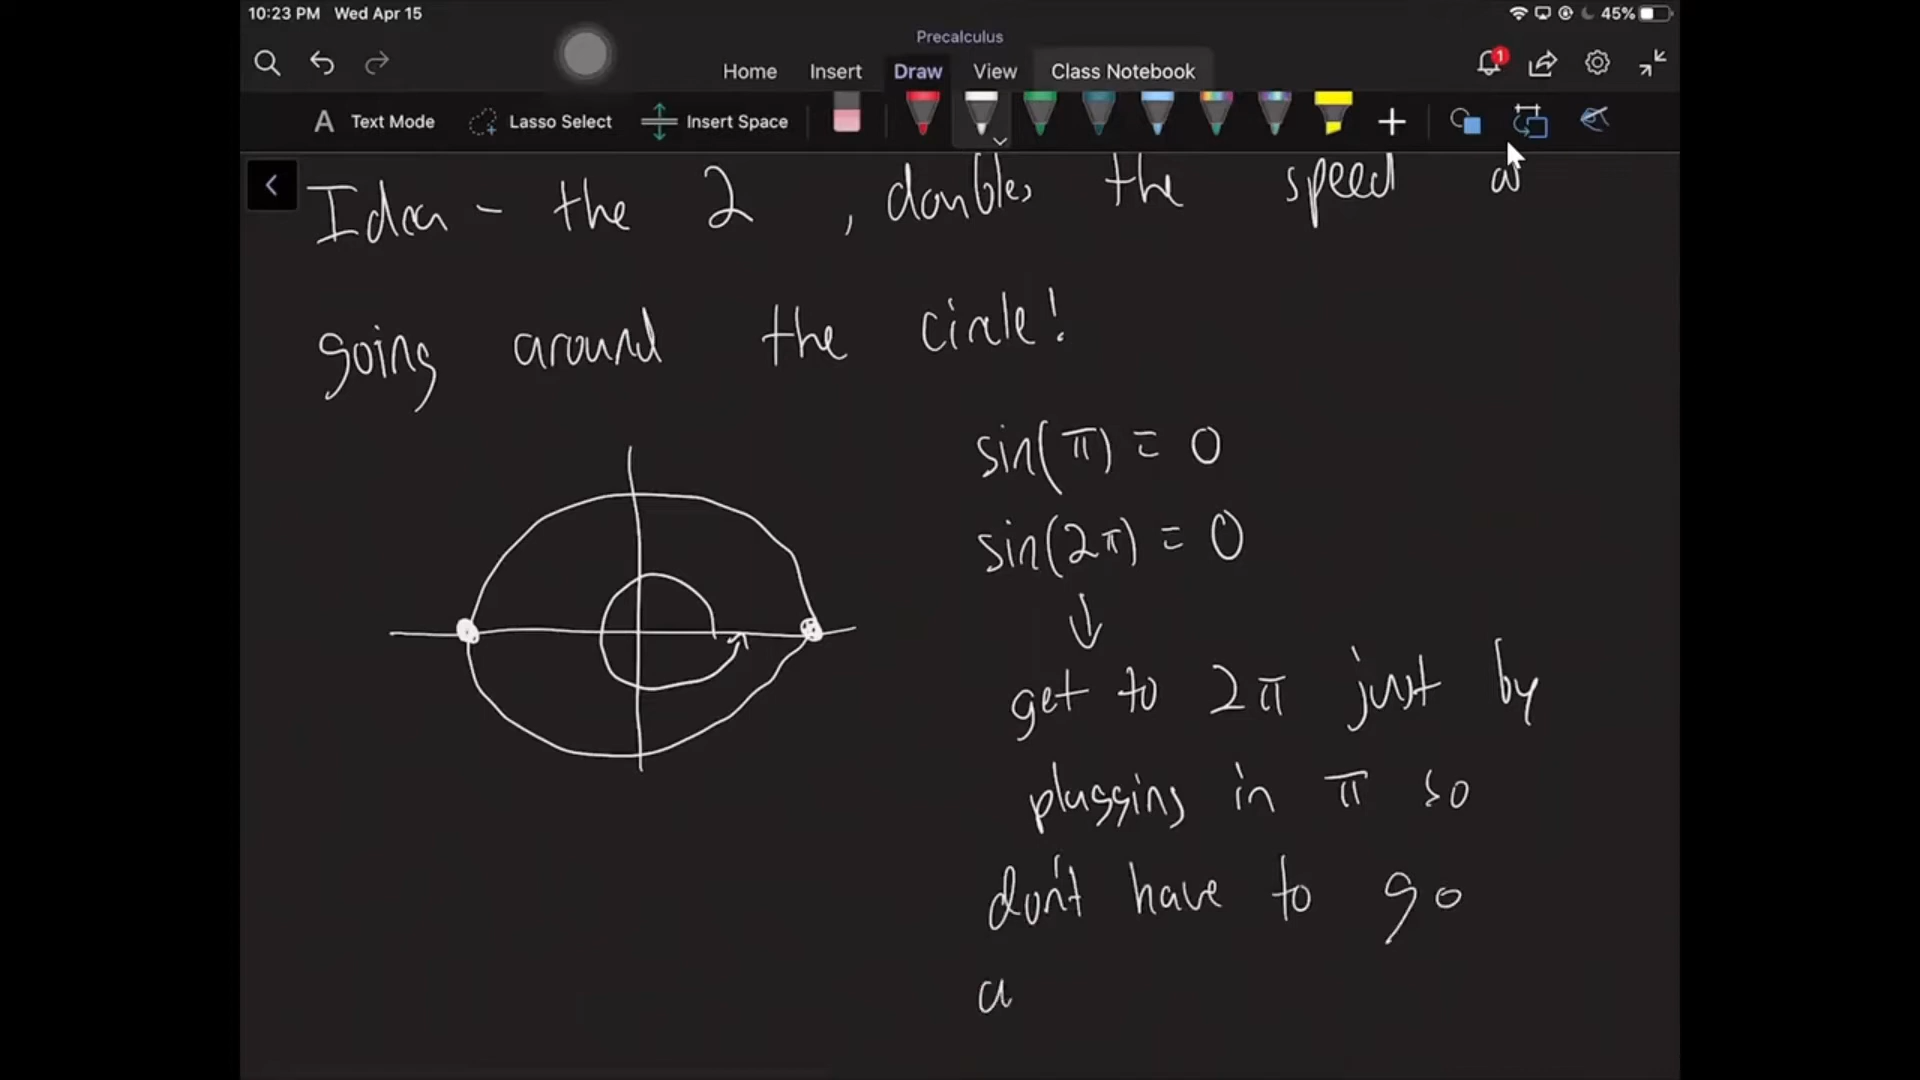 10:23 PM Wed Apr 15
45%
Precalculus
1
Home Insert Draw View Class Notebook
A Text Mode Lasso Select Insert Space
Idea - the 2 , doubles the speed
going around the circle!
sin(π) = 0
sin(2π) = 0
↓
get to 2π just by
plugging in π so
don't have to go
a